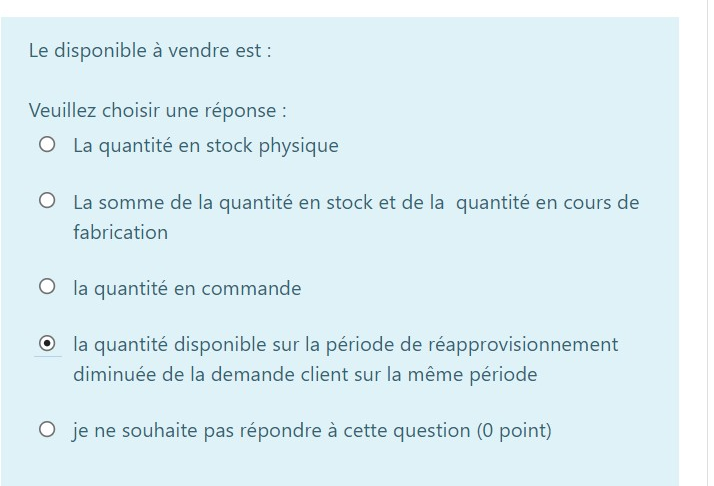 Le disponible à vendre est :
Veuillez choisir une réponse :
La quantité en stock physique
La somme de la quantité en stock et de la quantité en cours de
fabrication
la quantité en commande
la quantité disponible sur la période de réapprovisionnement
diminuée de la demande client sur la même période
je ne souhaite pas répondre à cette question (0 point)